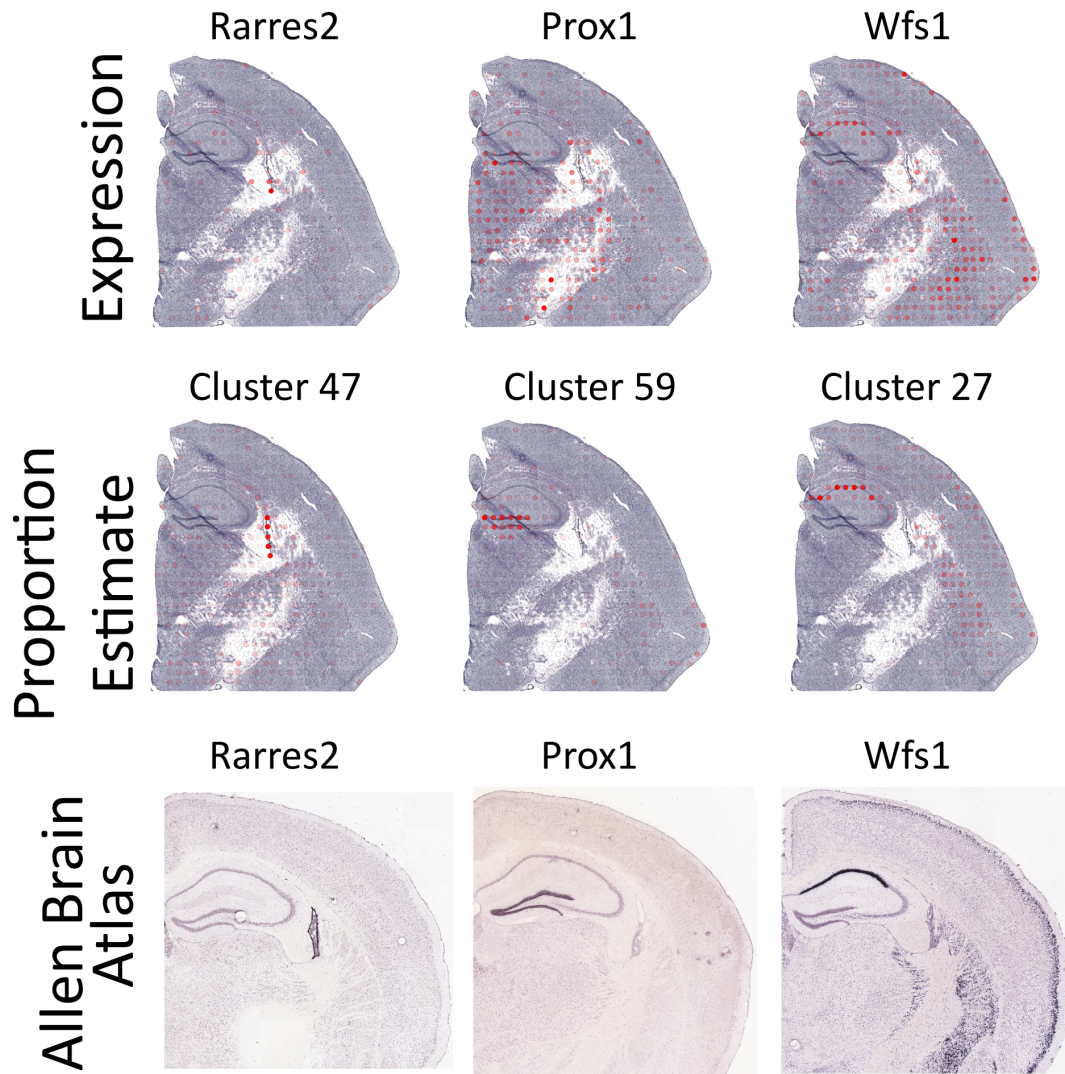 Rarres2
Prox1
Wfs1
Expression
Cluster 47
Cluster 59
Cluster 27
Proportion
Estimate
Rarres2
Prox1
Wfs1
Allen Brain
Atlas